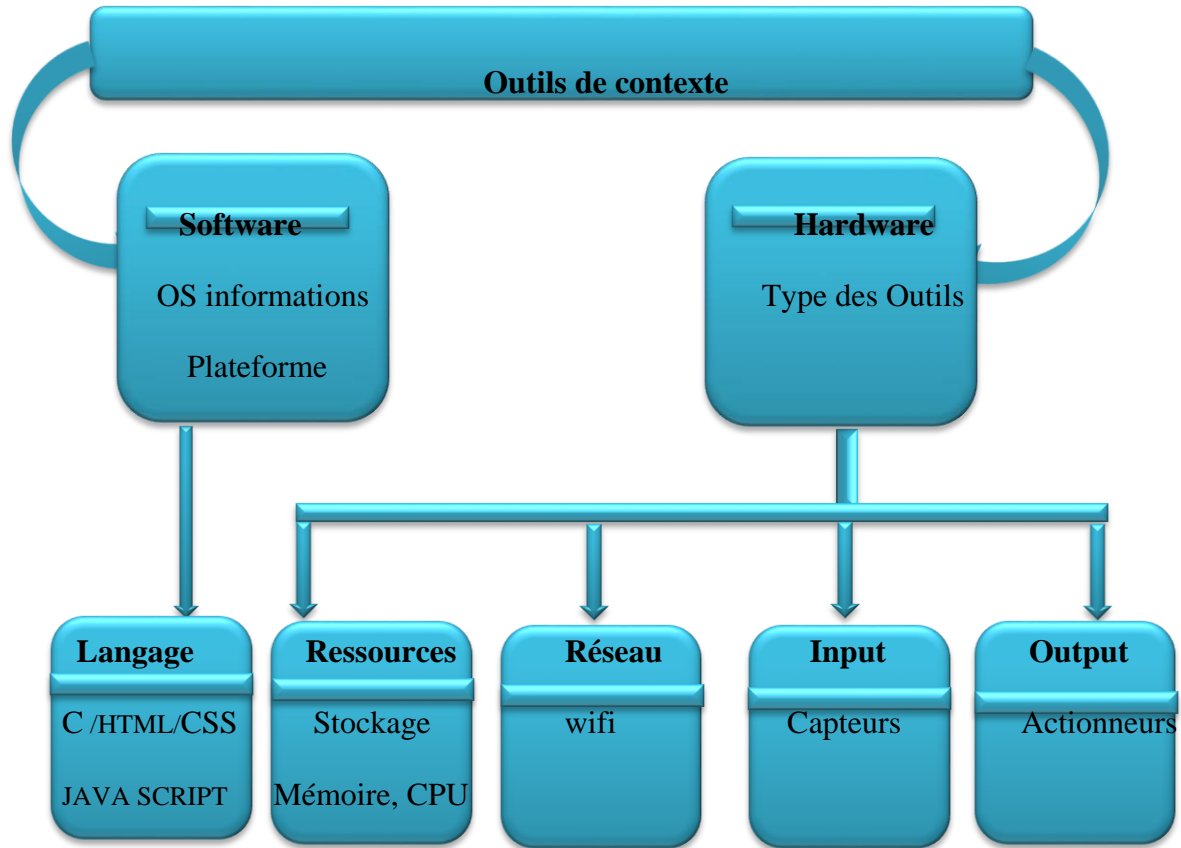 Outils de contexte
Software
OS informations
Plateforme
Hardware
Type des Outils
Langage
C /HTML/CSS
JAVA SCRIPT
Ressources
Stockage
Mémoire, CPU
Réseau
wifi
Input
Capteurs
Output
Actionneurs